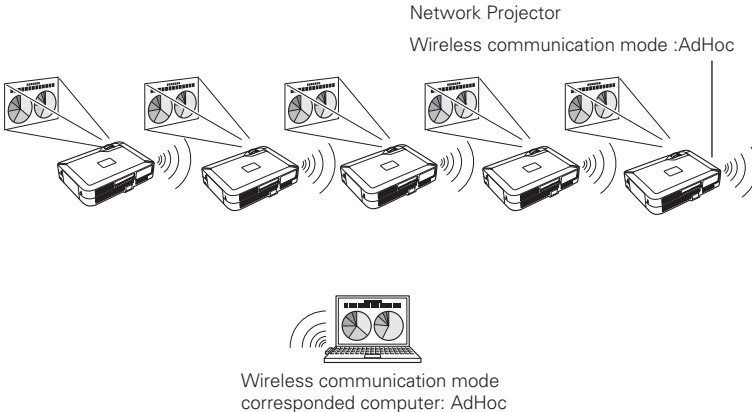 Network Projector
Wireless communication mode :AdHoc
Wireless communication mode
corresponded computer: AdHoc